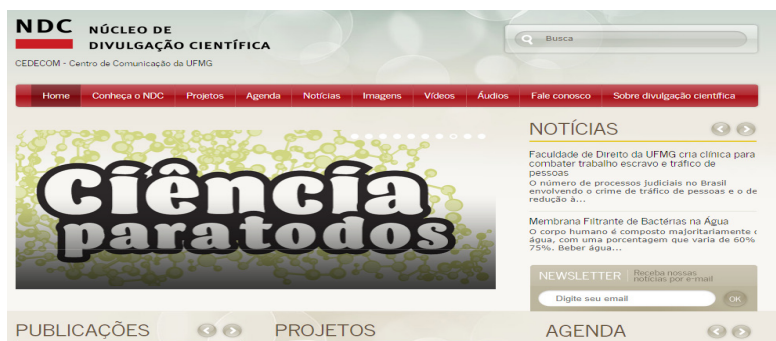 NDC NÚCLEO DE
DIVULGAÇÃO CIENTÍFICA
CEDECOM - Centro de Comunicação da UFMG
Busca
Home Conheça o NDC Projetos Agenda Notícias Imagens Vídeos Áudios Fale conosco Sobre divulgação científica
Ciência
para todos
NOTÍCIAS
Faculdade de Direito da UFMG cria clínica para
combater trabalho escravo e tráfico de
pessoas
O número de processos judiciais no Brasil
envolvendo o crime de tráfico de pessoas e o de
redução à...
Membrana Filtrante de Bactérias na Água
O corpo humano é composto majoritariamente
água, com uma porcentagem que varia de 60%
75%. Beber água...
NEWSLETTER Receba nossas
notícias por e-mail
Digite seu email OK
PUBLICAÇÕES PROJETOS AGENDA